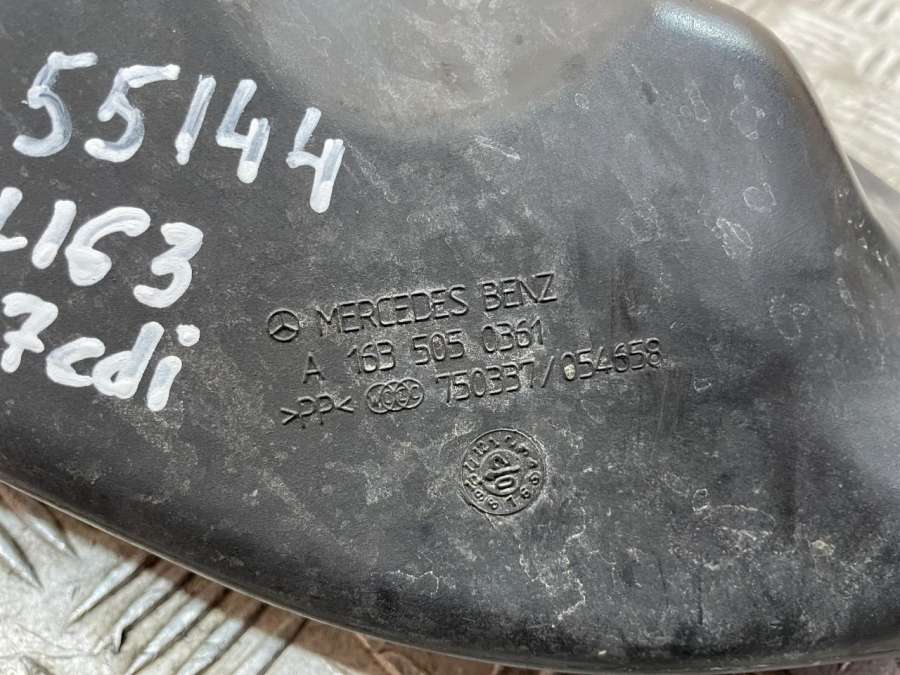 55144
163
7cdi
MERCEDES BENZ
A 163 505 0361
>PP< 750337/054658